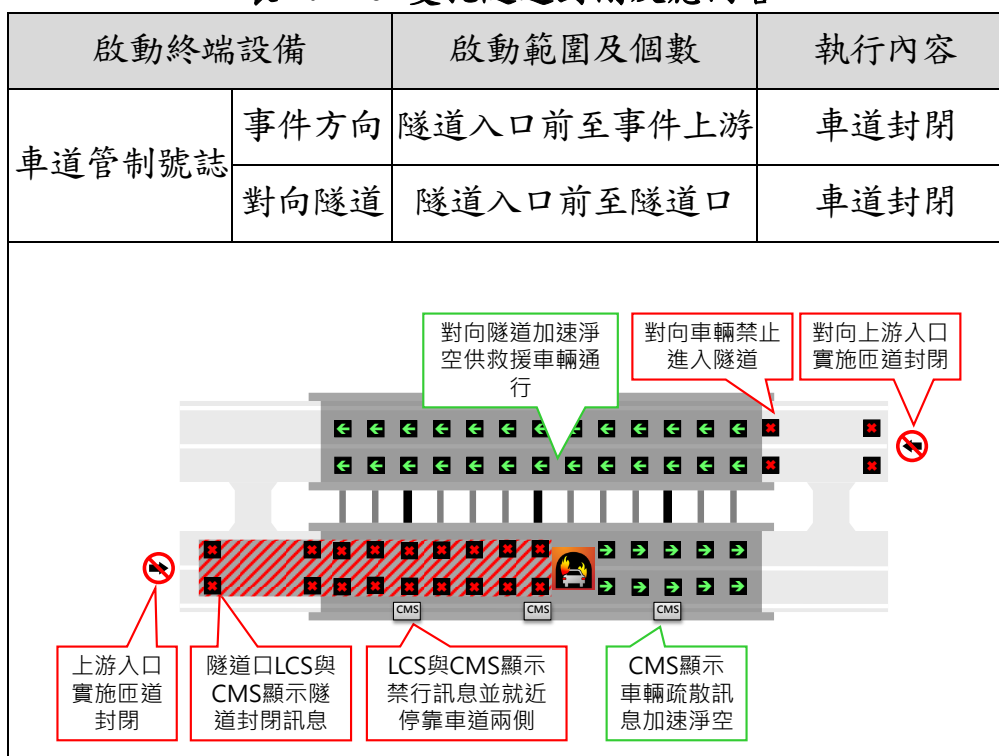 啟動終端設備 啟動範圍及個數 執行內容
車道管制號誌 事件方向 隧道入口前至事件上游 車道封閉
對向隧道 隧道入口前至隧道口 車道封閉
對向隧道加速淨
空供救援車輛通
行
對向車輛禁止
進入隧道
對向上游入口
實施匝道封閉
CMS
CMS
CMS
上游入口
實施匝道
封閉
隧道口LCS與
CMS顯示隧
道封閉訊息
LCS與CMS顯示
禁行訊息並就近
停靠車道兩側
CMS顯示
車輛疏散訊
息加速淨空